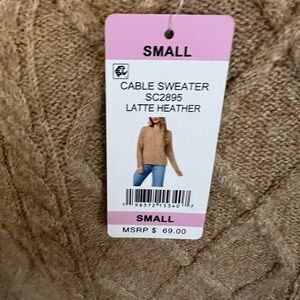 SMALL
CABLE SWEATER
SC2895
LATTE HEATHER
SMALL
MSRP $ 69.00